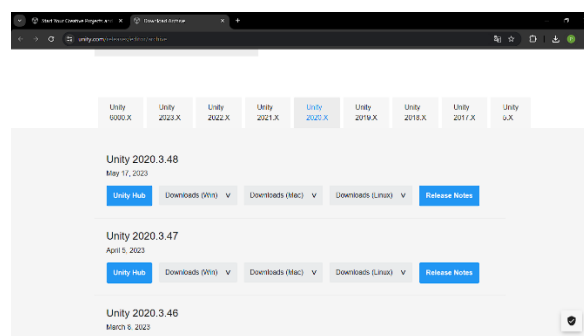 Start Your Creative Projects and
Download Archive
unity.com/releases/editor/archive
Unity 6000.X
Unity 2023.X
Unity 2022.X
Unity 2021.X
Unity 2020.X
Unity 2019.X
Unity 2018.X
Unity 2017.X
Unity 5.X
Unity 2020.3.48
May 17, 2023
Unity Hub Downloads (Win) Downloads (Mac) Downloads (Linux) Release Notes
Unity 2020.3.47
April 5, 2023
Unity Hub Downloads (Win) Downloads (Mac) Downloads (Linux) Release Notes
Unity 2020.3.46
March 8, 2023